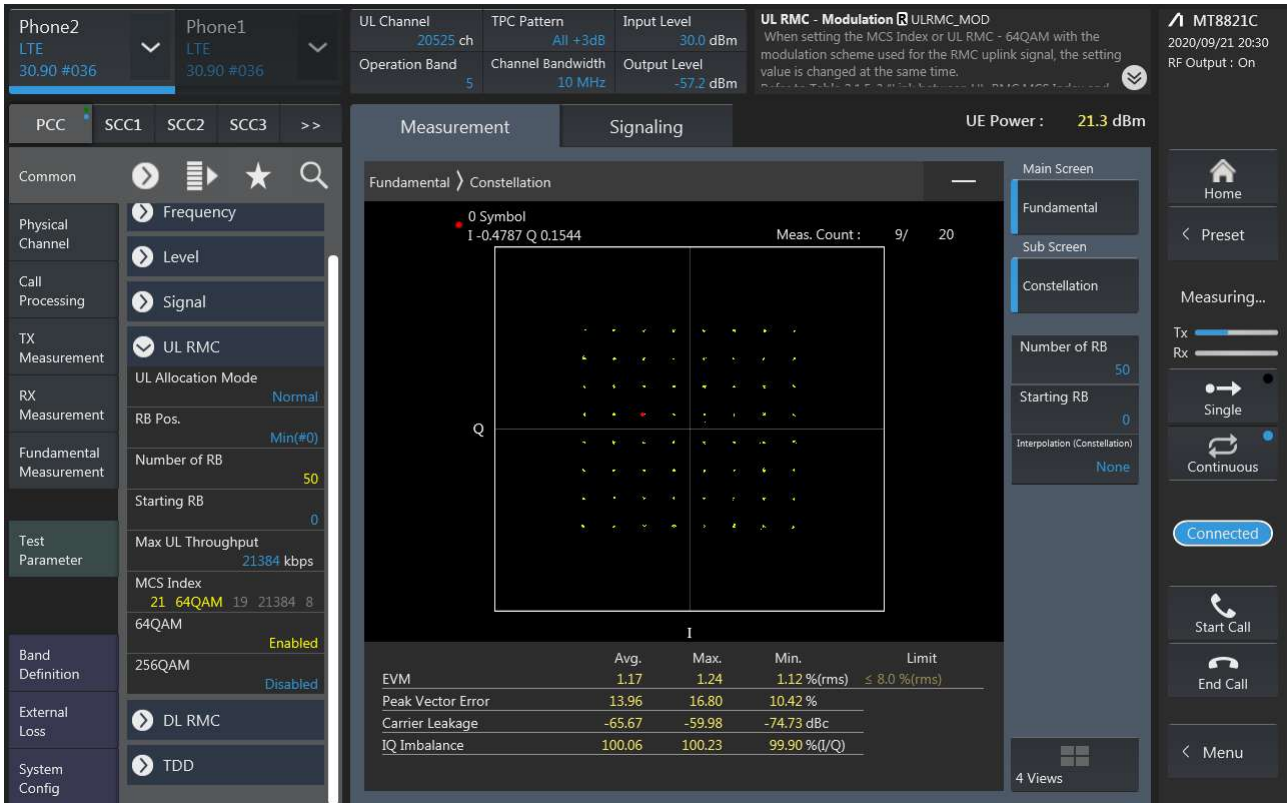 Phone2
LTE
30.90 #036
Phone1
LTE
30.90 #036
UL Channel
20525 ch
Operation Band
5
TPC Pattern
All +3dB
Channel Bandwidth
10 MHz
Input Level
30.0 dBm
Output Level
-57.2 dBm
UL RMC - Modulation R ULRMC_MOD
When setting the MCS Index or UL RMC - 64QAM with the
modulation scheme used for the RMC uplink signal, the setting
value is changed at the same time.
MT8821C
2020/09/21 20:30
RF Output : On
PCC SCC1 SCC2 SCC3 >>
Measurement
Signaling
UE Power : 21.3 dBm
Common
Physical
Channel
Call
Processing
TX
Measurement
RX
Measurement
Fundamental
Measurement
Test
Parameter
Band
Definition
External
Loss
System
Config
Frequency
Level
Signal
UL RMC
UL Allocation Mode
Normal
RB Pos.
Min(#0)
Number of RB
50
Starting RB
0
Max UL Throughput
21384 kbps
MCS Index
21 64QAM 19 21384 8
64QAM
Enabled
256QAM
Disabled
DL RMC
TDD
Fundamental Constellation
0 Symbol
I -0.4787 Q 0.1544
Meas. Count : 9/ 20
Q
I
Avg. Max. Min. Limit
EVM 1.17 1.24 1.12 %(rms) ≤ 8.0 %(rms)
Peak Vector Error 13.96 16.80 10.42 %
Carrier Leakage -65.67 -59.98 -74.73 dBc
IQ Imbalance 100.06 100.23 99.90 %(I/Q)
Main Screen
Fundamental
Sub Screen
Constellation
Number of RB
50
Starting RB
0
Interpolation (Constellation)
None
4 Views
Home
< Preset
Measuring...
Tx
Rx
Single
Continuous
Connected
Start Call
End Call
< Menu